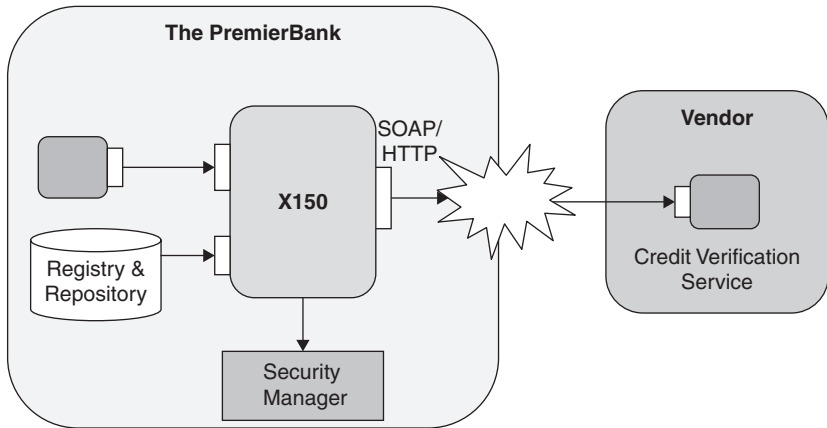 The PremierBank
SOAP/
HTTP
Vendor
X150
Registry &
Repository
Credit Verification
Service
Security
Manager